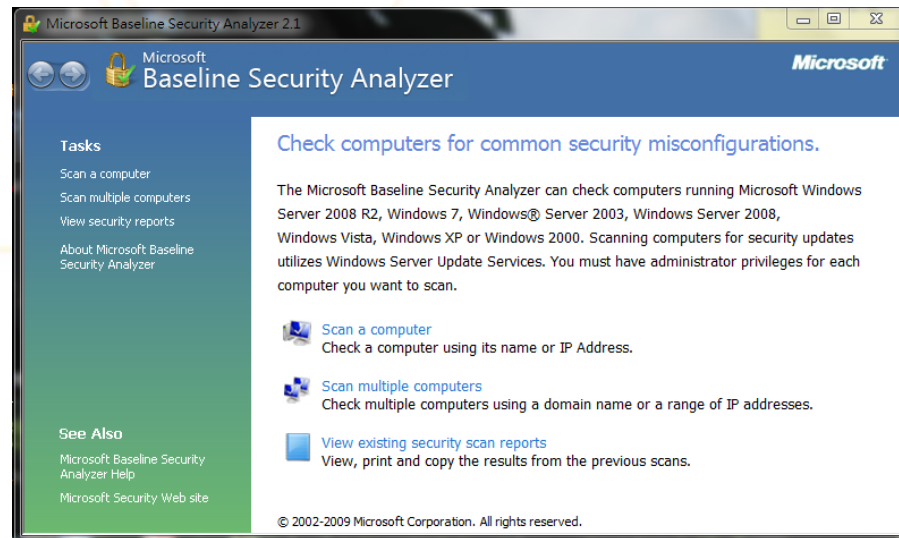 Microsoft Baseline Security Analyzer 2.1
Microsoft
Baseline Security Analyzer
Microsoft
Tasks
Scan a computer
Scan multiple computers
View security reports
About Microsoft Baseline
Security Analyzer
See Also
Microsoft Baseline Security
Analyzer Help
Microsoft Security Web site
Check computers for common security misconfigurations.
The Microsoft Baseline Security Analyzer can check computers running Microsoft Windows
Server 2008 R2, Windows 7, Windows® Server 2003, Windows Server 2008,
Windows Vista, Windows XP or Windows 2000. Scanning computers for security updates
utilizes Windows Server Update Services. You must have administrator privileges for each
computer you want to scan.
Scan a computer
Check a computer using its name or IP Address.
Scan multiple computers
Check multiple computers using a domain name or a range of IP addresses.
View existing security scan reports
View, print and copy the results from the previous scans.
© 2002-2009 Microsoft Corporation. All rights reserved.